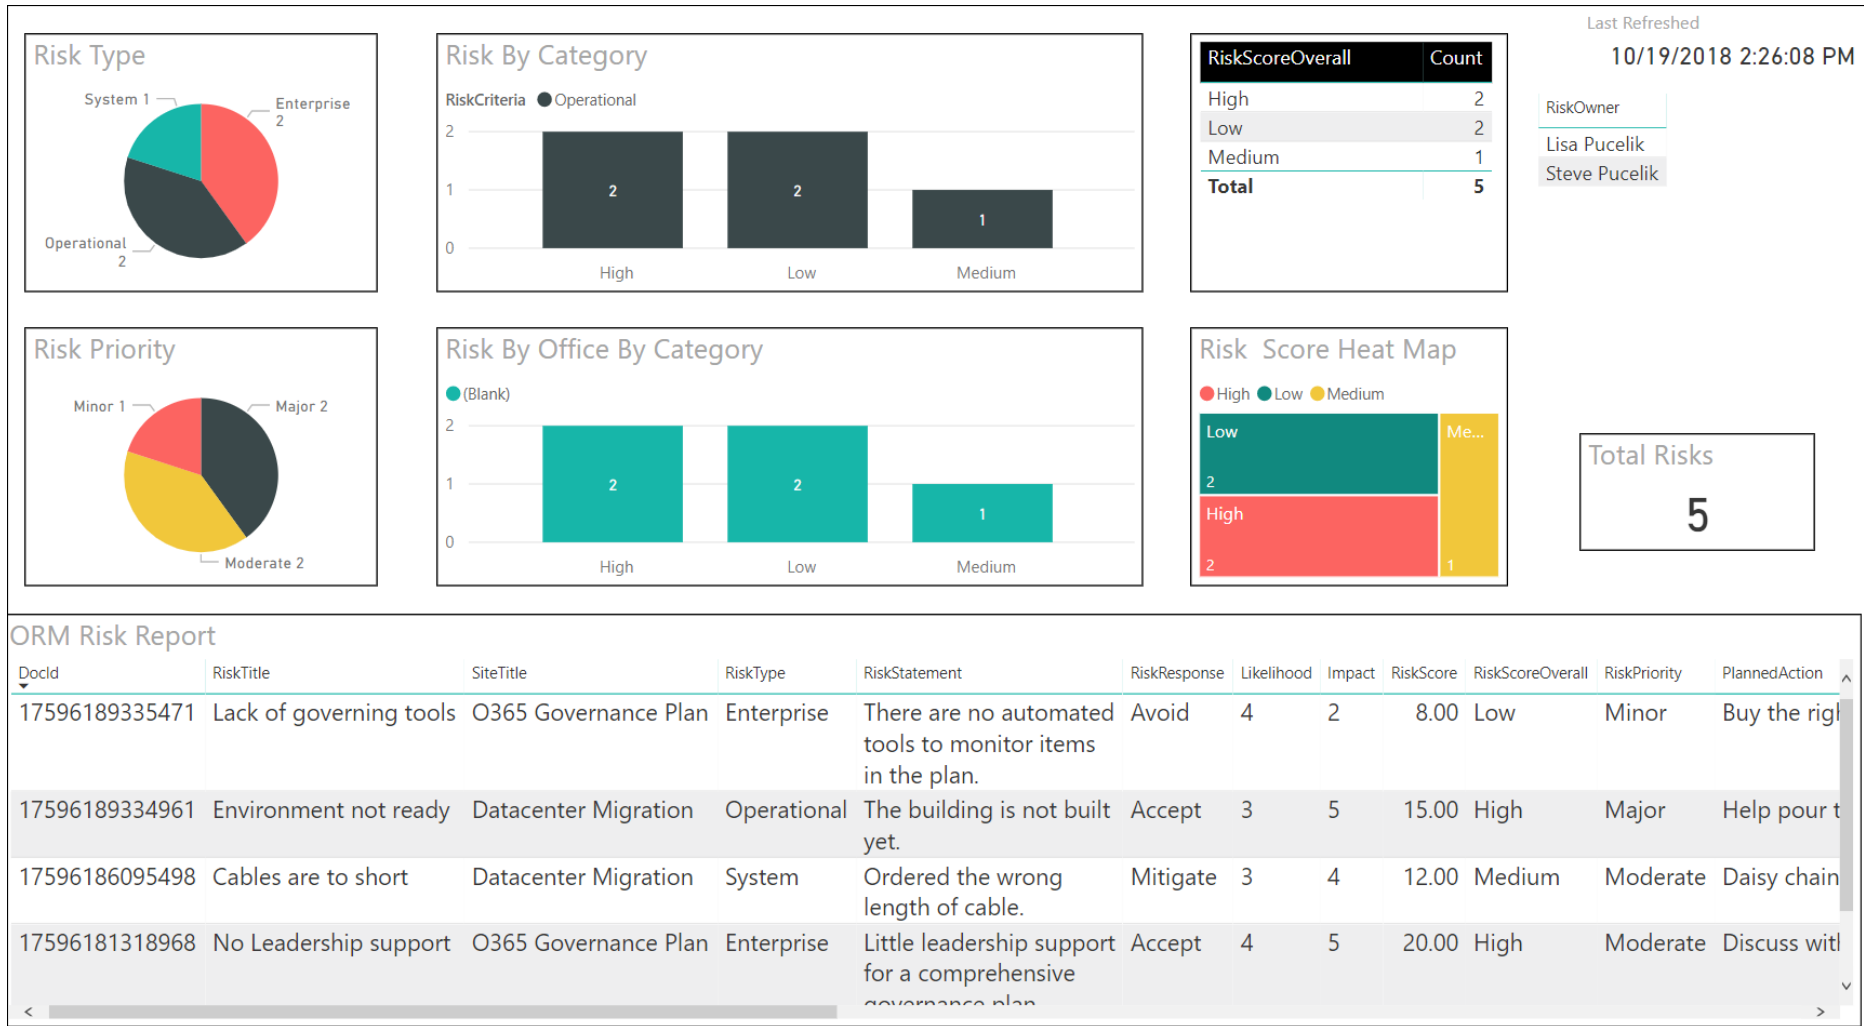 Last Refreshed
10/19/2018 2:26:08 PM
Risk Type
System 1
Enterprise
2
Operational
2
Risk By Category
RiskCriteria Operational
2
1
0
2
2
1
High Low Medium
RiskScoreOverall Count
High 2
Low 2
Medium 1
Total 5
RiskOwner
Lisa Pucelik
Steve Pucelik
Risk Priority
Minor 1
Major 2
Moderate 2
Risk By Office By Category
(Blank)
2
1
0
2
2
1
High Low Medium
Risk Score Heat Map
High Low Medium
Low
2
High
2
Me...
1
Total Risks
5
ORM Risk Report
DocId RiskTitle SiteTitle RiskType RiskStatement RiskResponse Likelihood Impact RiskScore RiskScoreOverall RiskPriority PlannedAction
17596189335471 Lack of governing tools O365 Governance Plan Enterprise There are no automated Avoid 4 2 8.00 Low Minor Buy the righ
tools to monitor items
in the plan.
17596189334961 Environment not ready Datacenter Migration Operational The building is not built Accept 3 5 15.00 High Major Help pour t
yet.
17596186095498 Cables are to short Datacenter Migration System Ordered the wrong Mitigate 3 4 12.00 Medium Moderate Daisy chain
length of cable.
17596181318968 No Leadership support O365 Governance Plan Enterprise Little leadership support Accept 4 5 20.00 High Moderate Discuss with
for a comprehensive
governance plan